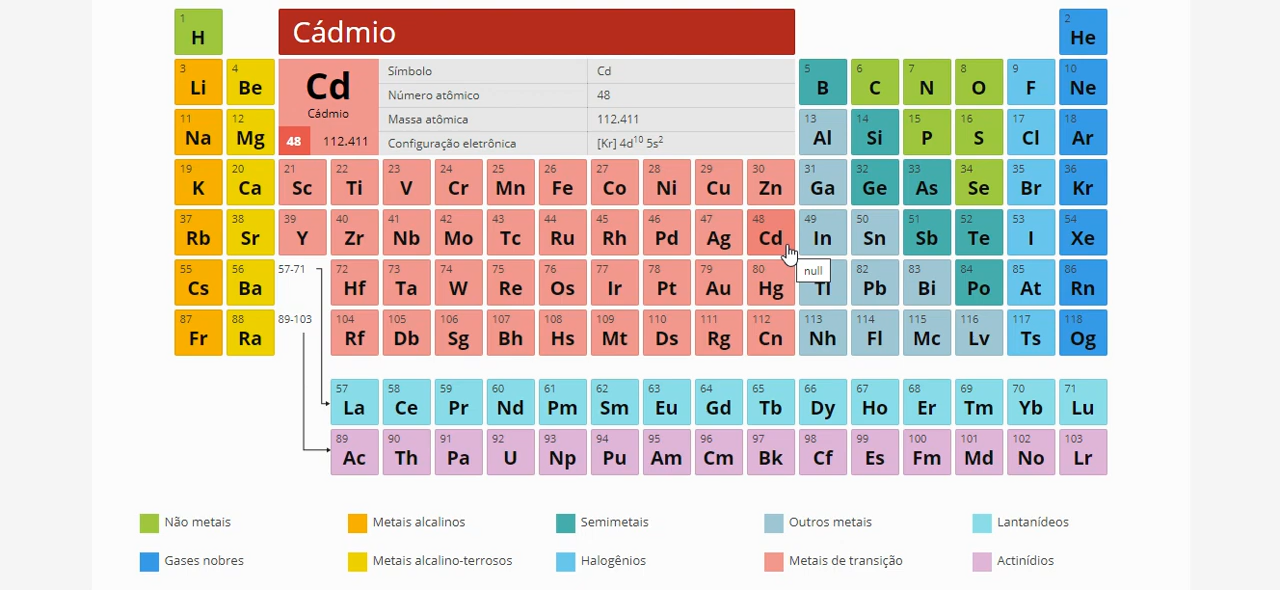 1 H
Cádmio
2 He
3 Li
4 Be
Cd
Cádmio
48 112.411
Símbolo Cd
Número atômico 48
Massa atômica 112.411
Configuração eletrônica [Kr] 4d¹⁰ 5s²
5 B
6 C
7 N
8 O
9 F
10 Ne
11 Na
12 Mg
13 Al
14 Si
15 P
16 S
17 Cl
18 Ar
19 K
20 Ca
21 Sc
22 Ti
23 V
24 Cr
25 Mn
26 Fe
27 Co
28 Ni
29 Cu
30 Zn
31 Ga
32 Ge
33 As
34 Se
35 Br
36 Kr
37 Rb
38 Sr
39 Y
40 Zr
41 Nb
42 Mo
43 Tc
44 Ru
45 Rh
46 Pd
47 Ag
48 Cd
49 In
50 Sn
51 Sb
52 Te
53 I
54 Xe
null
55 Cs
56 Ba
57-71
72 Hf
73 Ta
74 W
75 Re
76 Os
77 Ir
78 Pt
79 Au
80 Hg
Tl
82 Pb
83 Bi
84 Po
85 At
86 Rn
87 Fr
88 Ra
89-103
104 Rf
105 Db
106 Sg
107 Bh
108 Hs
109 Mt
110 Ds
111 Rg
112 Cn
113 Nh
114 Fl
115 Mc
116 Lv
117 Ts
118 Og
57 La
58 Ce
59 Pr
60 Nd
61 Pm
62 Sm
63 Eu
64 Gd
65 Tb
66 Dy
67 Ho
68 Er
69 Tm
70 Yb
71 Lu
89 Ac
90 Th
91 Pa
92 U
93 Np
94 Pu
95 Am
96 Cm
97 Bk
98 Cf
99 Es
100 Fm
101 Md
102 No
103 Lr
Não metais
Metais alcalinos
Semimetais
Outros metais
Lantanídeos
Gases nobres
Metais alcalino-terrosos
Halogênios
Metais de transição
Actinídios